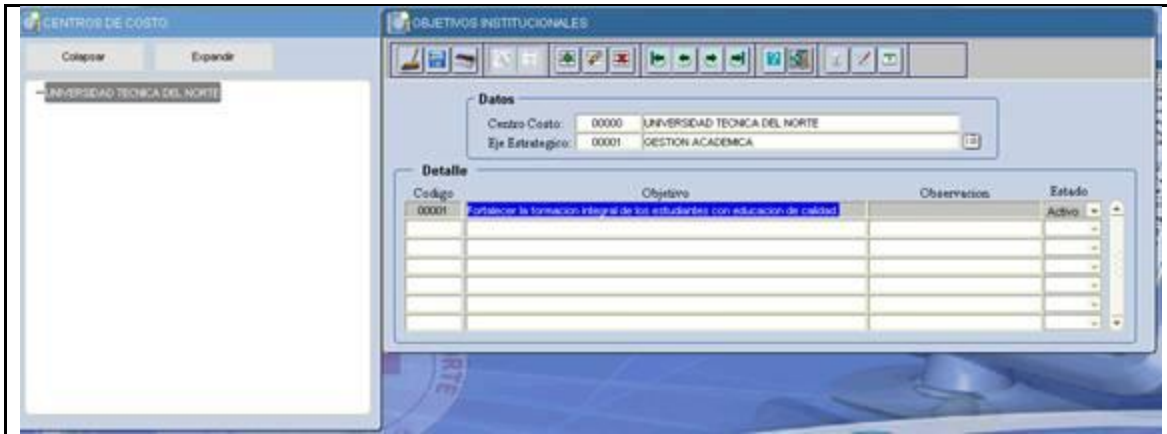 CENTROS DE COSTO
Colapsar Expandir
UNIVERSIDAD TECNICA DEL NORTE
OBJETIVOS INSTITUCIONALES
Datos
Centro Costo: 00000 UNIVERSIDAD TECNICA DEL NORTE
Eje Estrategico: 00001 GESTION ACADEMICA
Detalle
Codigo Objetivo Observacion Estado
00001 Fortalecer la formacion integral de los estudiantes con educacion de calidad. Activo
RTE